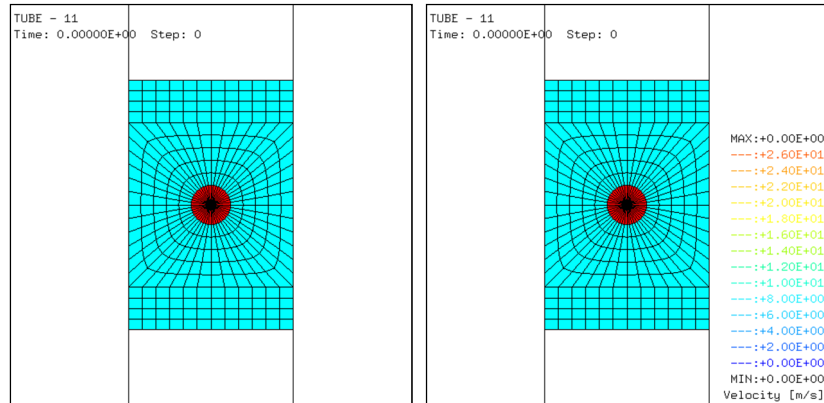 TUBE - 11
Time: 0.00000E+00 Step: 0
TUBE - 11
Time: 0.00000E+00 Step: 0
MAX:+0.00E+00
---:+2.60E+01
---:+2.40E+01
---:+2.20E+01
---:+2.00E+01
---:+1.80E+01
---:+1.60E+01
---:+1.40E+01
---:+1.20E+01
---:+1.00E+01
---:+8.00E+00
---:+6.00E+00
---:+4.00E+00
---:+2.00E+00
---:+0.00E+00
MIN:+0.00E+00
Velocity [m/s]